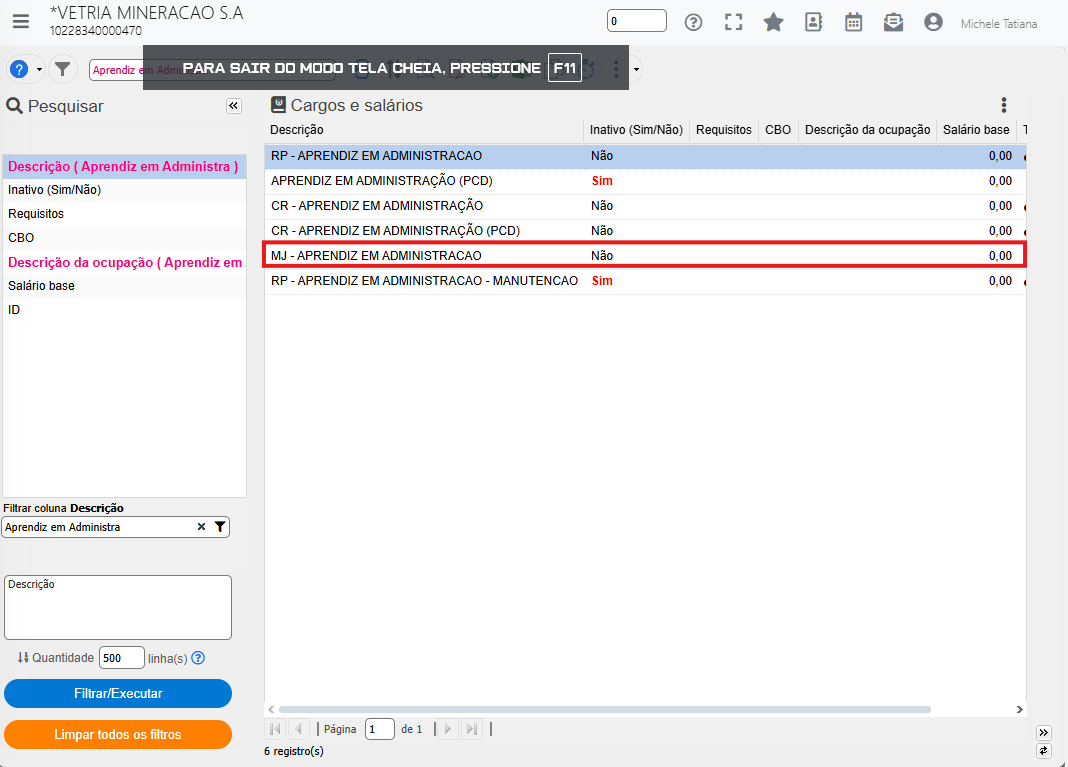 *VETRIA MINERACAO S.A
10228340000470
0
Michele Tatiana
Aprendiz em Adminis
PARA SAIR DO MODO TELA CHEIA, PRESSIONE F11
Pesquisar
Descrição ( Aprendiz em Administra )
Inativo (Sim/Não)
Requisitos
CBO
Descrição da ocupação ( Aprendiz em
Salário base
ID
Filtrar coluna Descrição
Aprendiz em Administra
Descrição
Quantidade 500 linha(s)
Filtrar/Executar
Limpar todos os filtros
Cargos e salários
Descrição Inativo (Sim/Não) Requisitos CBO Descrição da ocupação Salário base
RP - APRENDIZ EM ADMINISTRACAO Não 0,00
APRENDIZ EM ADMINISTRAÇÃO (PCD) Sim 0,00
CR - APRENDIZ EM ADMINISTRAÇÃO Não 0,00
CR - APRENDIZ EM ADMINISTRAÇÃO (PCD) Não 0,00
MJ - APRENDIZ EM ADMINISTRACAO Não 0,00
RP - APRENDIZ EM ADMINISTRACAO - MANUTENCAO Sim 0,00
Página 1 de 1
6 registro(s)